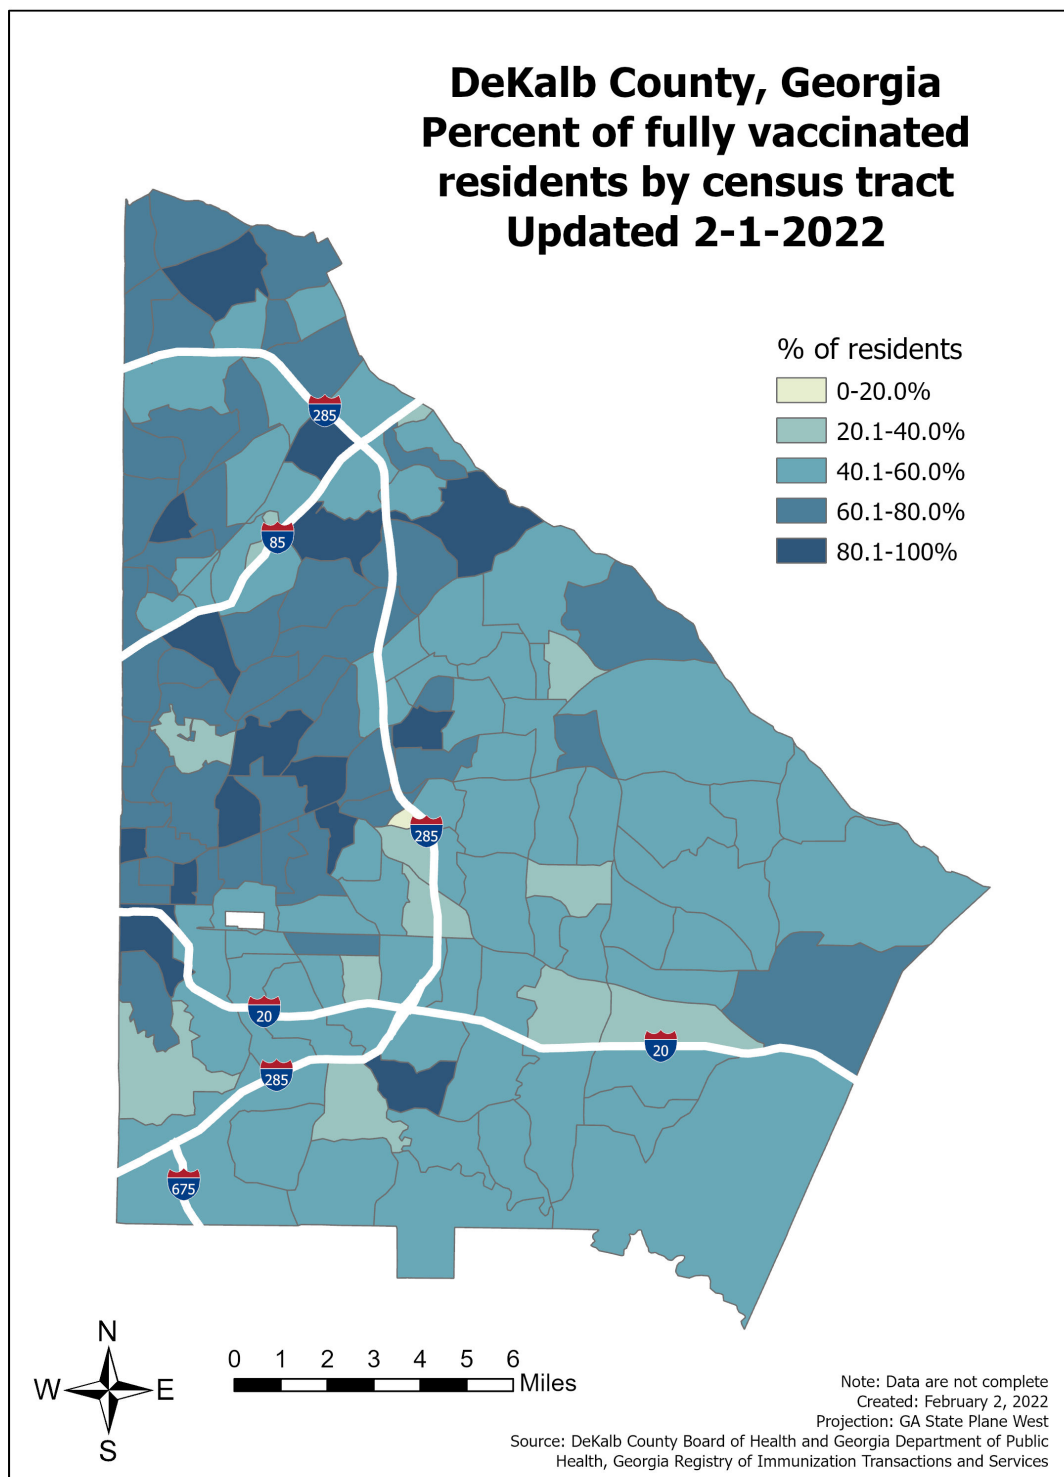 DeKalb County, Georgia
Percent of fully vaccinated
residents by census tract
Updated 2-1-2022
% of residents
0-20.0%
20.1-40.0%
40.1-60.0%
60.1-80.0%
80.1-100%
285
85
285
20
20
285
675
N
W E
S
0 1 2 3 4 5 6
Miles
Note: Data are not complete
Created: February 2, 2022
Projection: GA State Plane West
Source: DeKalb County Board of Health and Georgia Department of Public
Health, Georgia Registry of Immunization Transactions and Services